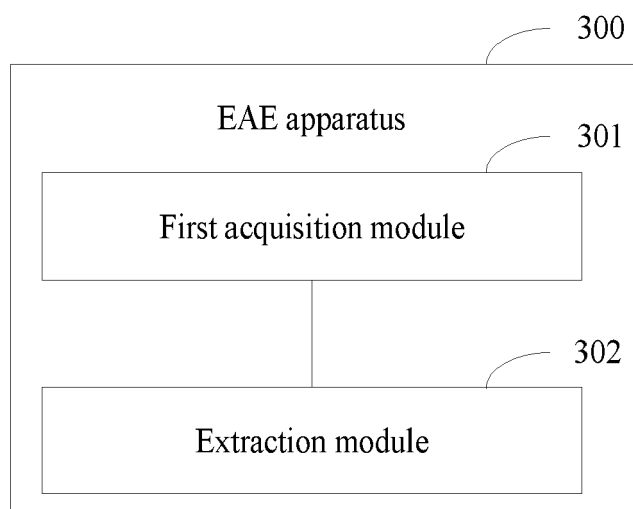 300
EAE apparatus
301
First acquisition module
302
Extraction module